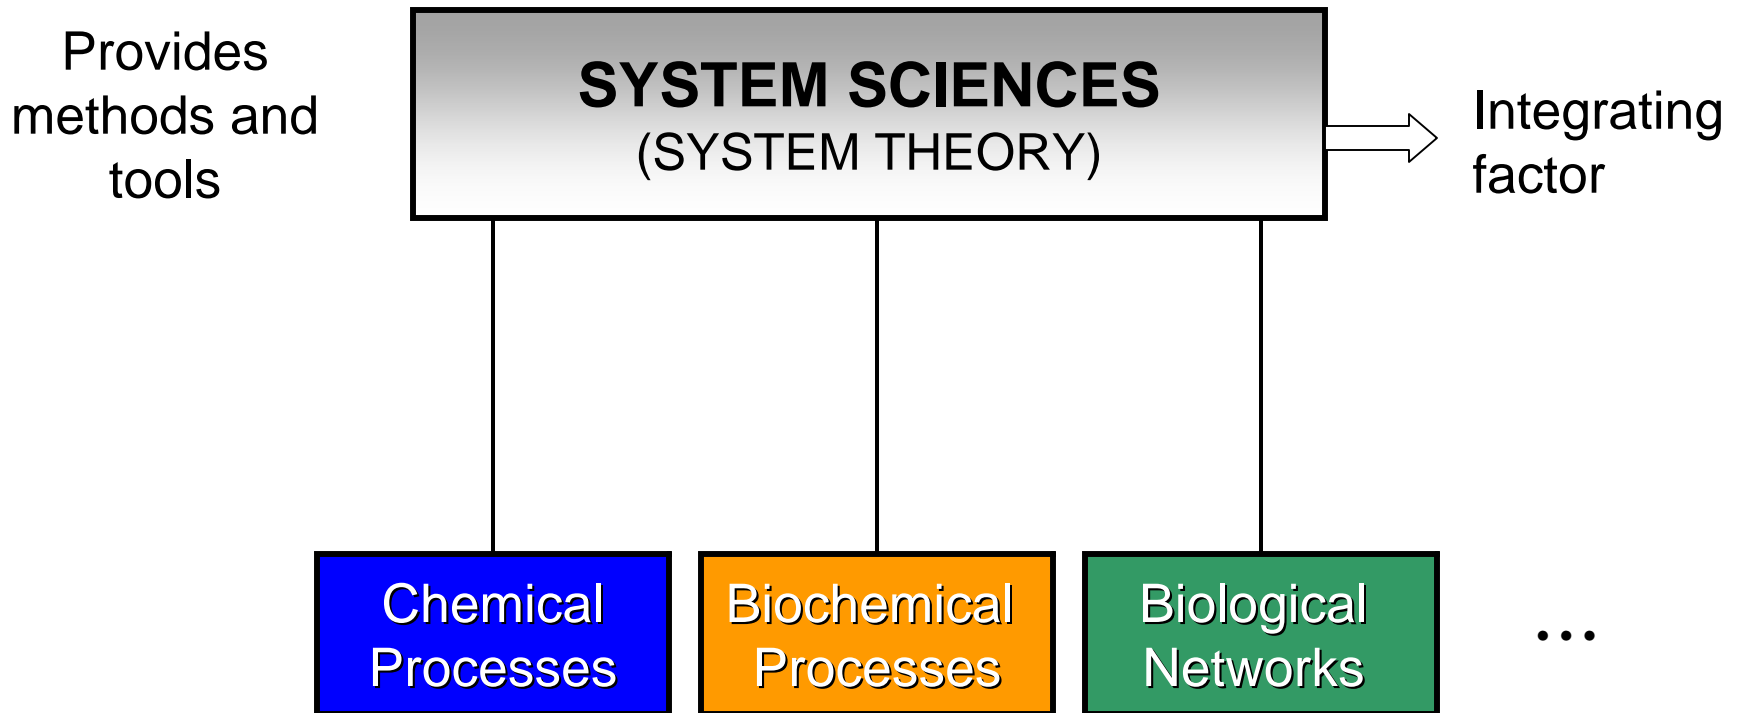 Provides
methods and
tools
SYSTEM SCIENCES
(SYSTEM THEORY)
Integrating
factor
Chemical
Processes
Biochemical
Processes
Biological
Networks
...